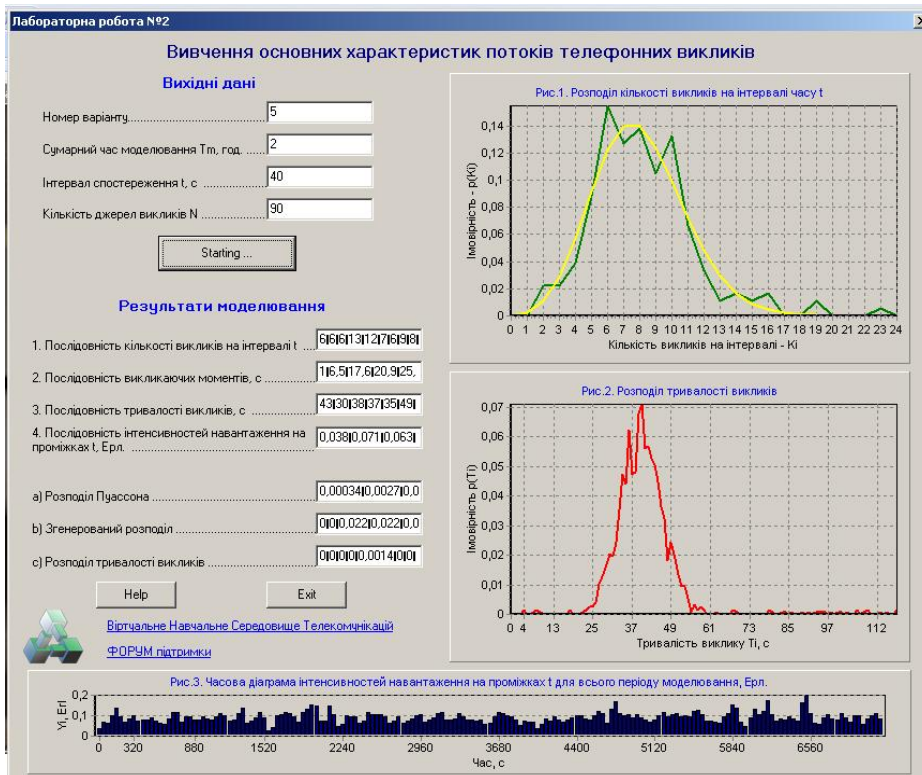 Лабораторна робота №2
Вивчення основних характеристик потоків телефонних викликів
Вихідні дані
Номер варіанту 5
Сумарний час моделювання Тm, год. 2
Інтервал спостереження t, с 40
Кількість джерел викликів N 90
Starting ...
Результати моделювання
1. Послідовність кількості викликів на інтервалі t 6|6|6|13|12|7|6|9|8|
2. Послідовність викликаючих моментів, с 1|6,5|17,6|20,9|25,
3. Послідовність тривалості викликів, с 43|30|38|37|35|49|
4. Послідовність інтенсивностей навантаження на
проміжках t, Ерл. 0,038|0,071|0,063|
a) Розподіл Пуассона 0,00034|0,0027|0,0
b) Згенерований розподіл 0|0|0,022|0,022|0,0
c) Розподіл тривалості викликів 0|0|0|0|0,0014|0|0|
Help Exit
Віртуальне Навчальне Середовище Телекомунікацій
ФОРУМ підтримки
Рис.1. Розподіл кількості викликів на інтервалі часу t
Імовірність - p(Ki)
0,14
0,12
0,1
0,08
0,06
0,04
0,02
0
0 1 2 3 4 5 6 7 8 9 10 11 12 13 14 15 16 17 18 19 20 21 22 23 24
Кількість викликів на інтервалі - Ki
Рис.2. Розподіл тривалості викликів
Імовірність p(Ti)
0,07
0,06
0,05
0,04
0,03
0,02
0,01
0
0 4 13 25 37 49 61 73 85 97 112
Тривалість виклику Ti, с
Рис.3. Часова діаграма інтенсивностей навантаження на проміжках t для всього періоду моделювання, Ерл.
Yi, Erl
0,2
0,1
0
0 320 880 1520 2240 2960 3680 4400 5120 5840 6560
Час, с